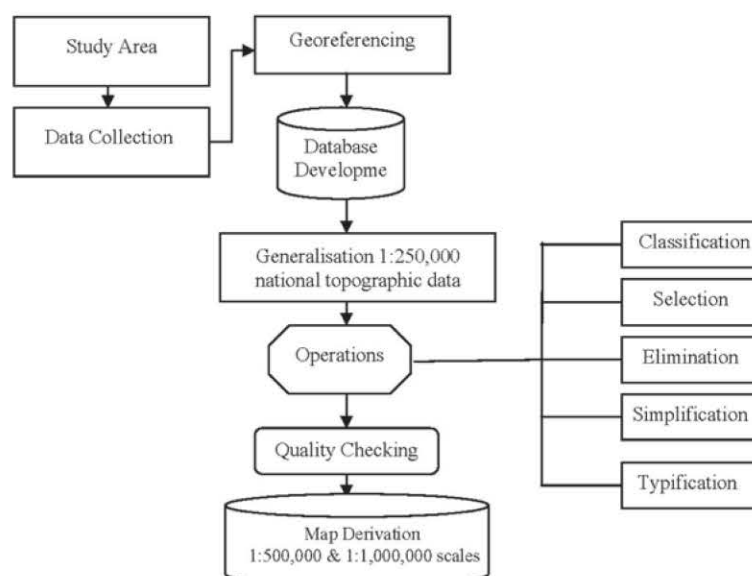 Study Area
Data Collection
Georeferencing
Database
Developme
Generalisation 1:250,000
national topographic data
Operations
Quality Checking
Map Derivation
1:500,000 & 1:1,000,000 scales
Classification
Selection
Elimination
Simplification
Typification